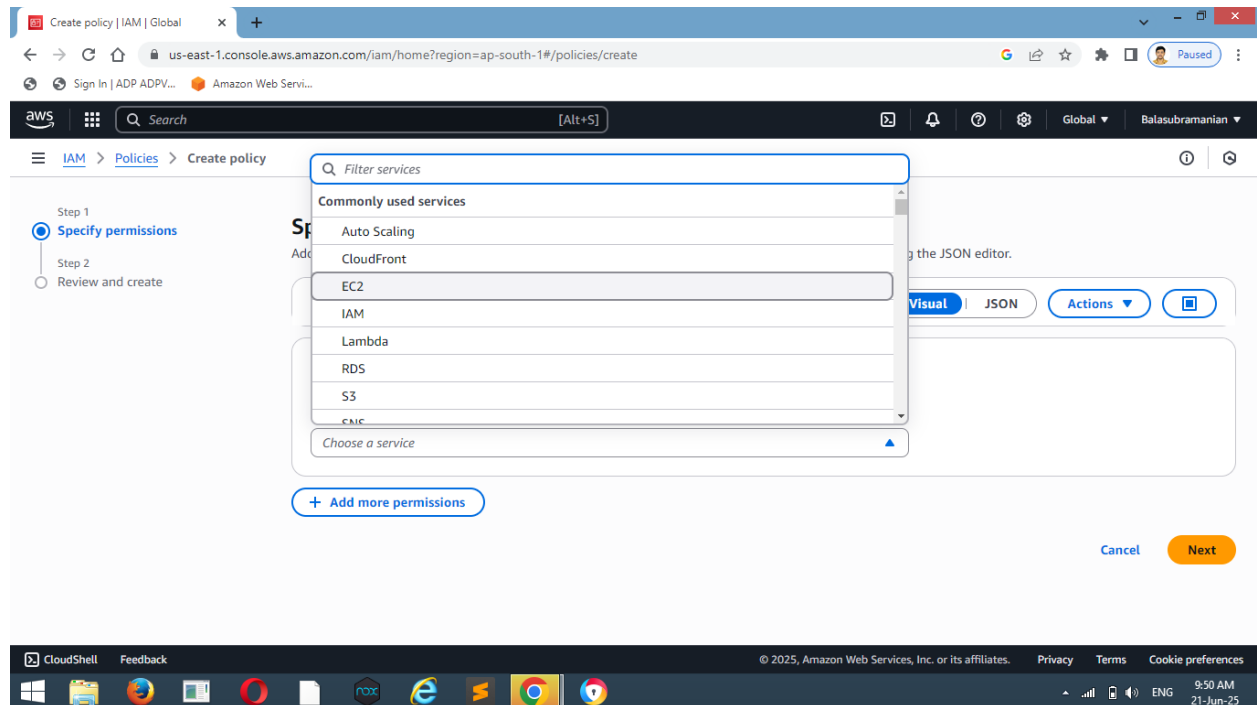 Create policy | IAM | Global
us-east-1.console.aws.amazon.com/iam/home?region=ap-south-1#/policies/create
Paused
Sign In | ADP ADPV...
Amazon Web Servi...
aws
Search
[Alt+S]
Global
Balasubramanian
IAM > Policies > Create policy
Filter services
Commonly used services
Step 1
Specify permissions
Step 2
Review and create
Auto Scaling
CloudFront
EC2
IAM
Lambda
RDS
S3
SNS
Sp
Add
g the JSON editor.
Visual
JSON
Actions
Choose a service
+ Add more permissions
Cancel
Next
CloudShell
Feedback
© 2025, Amazon Web Services, Inc. or its affiliates.
Privacy
Terms
Cookie preferences
nox
ENG
9:50 AM
21-Jun-25